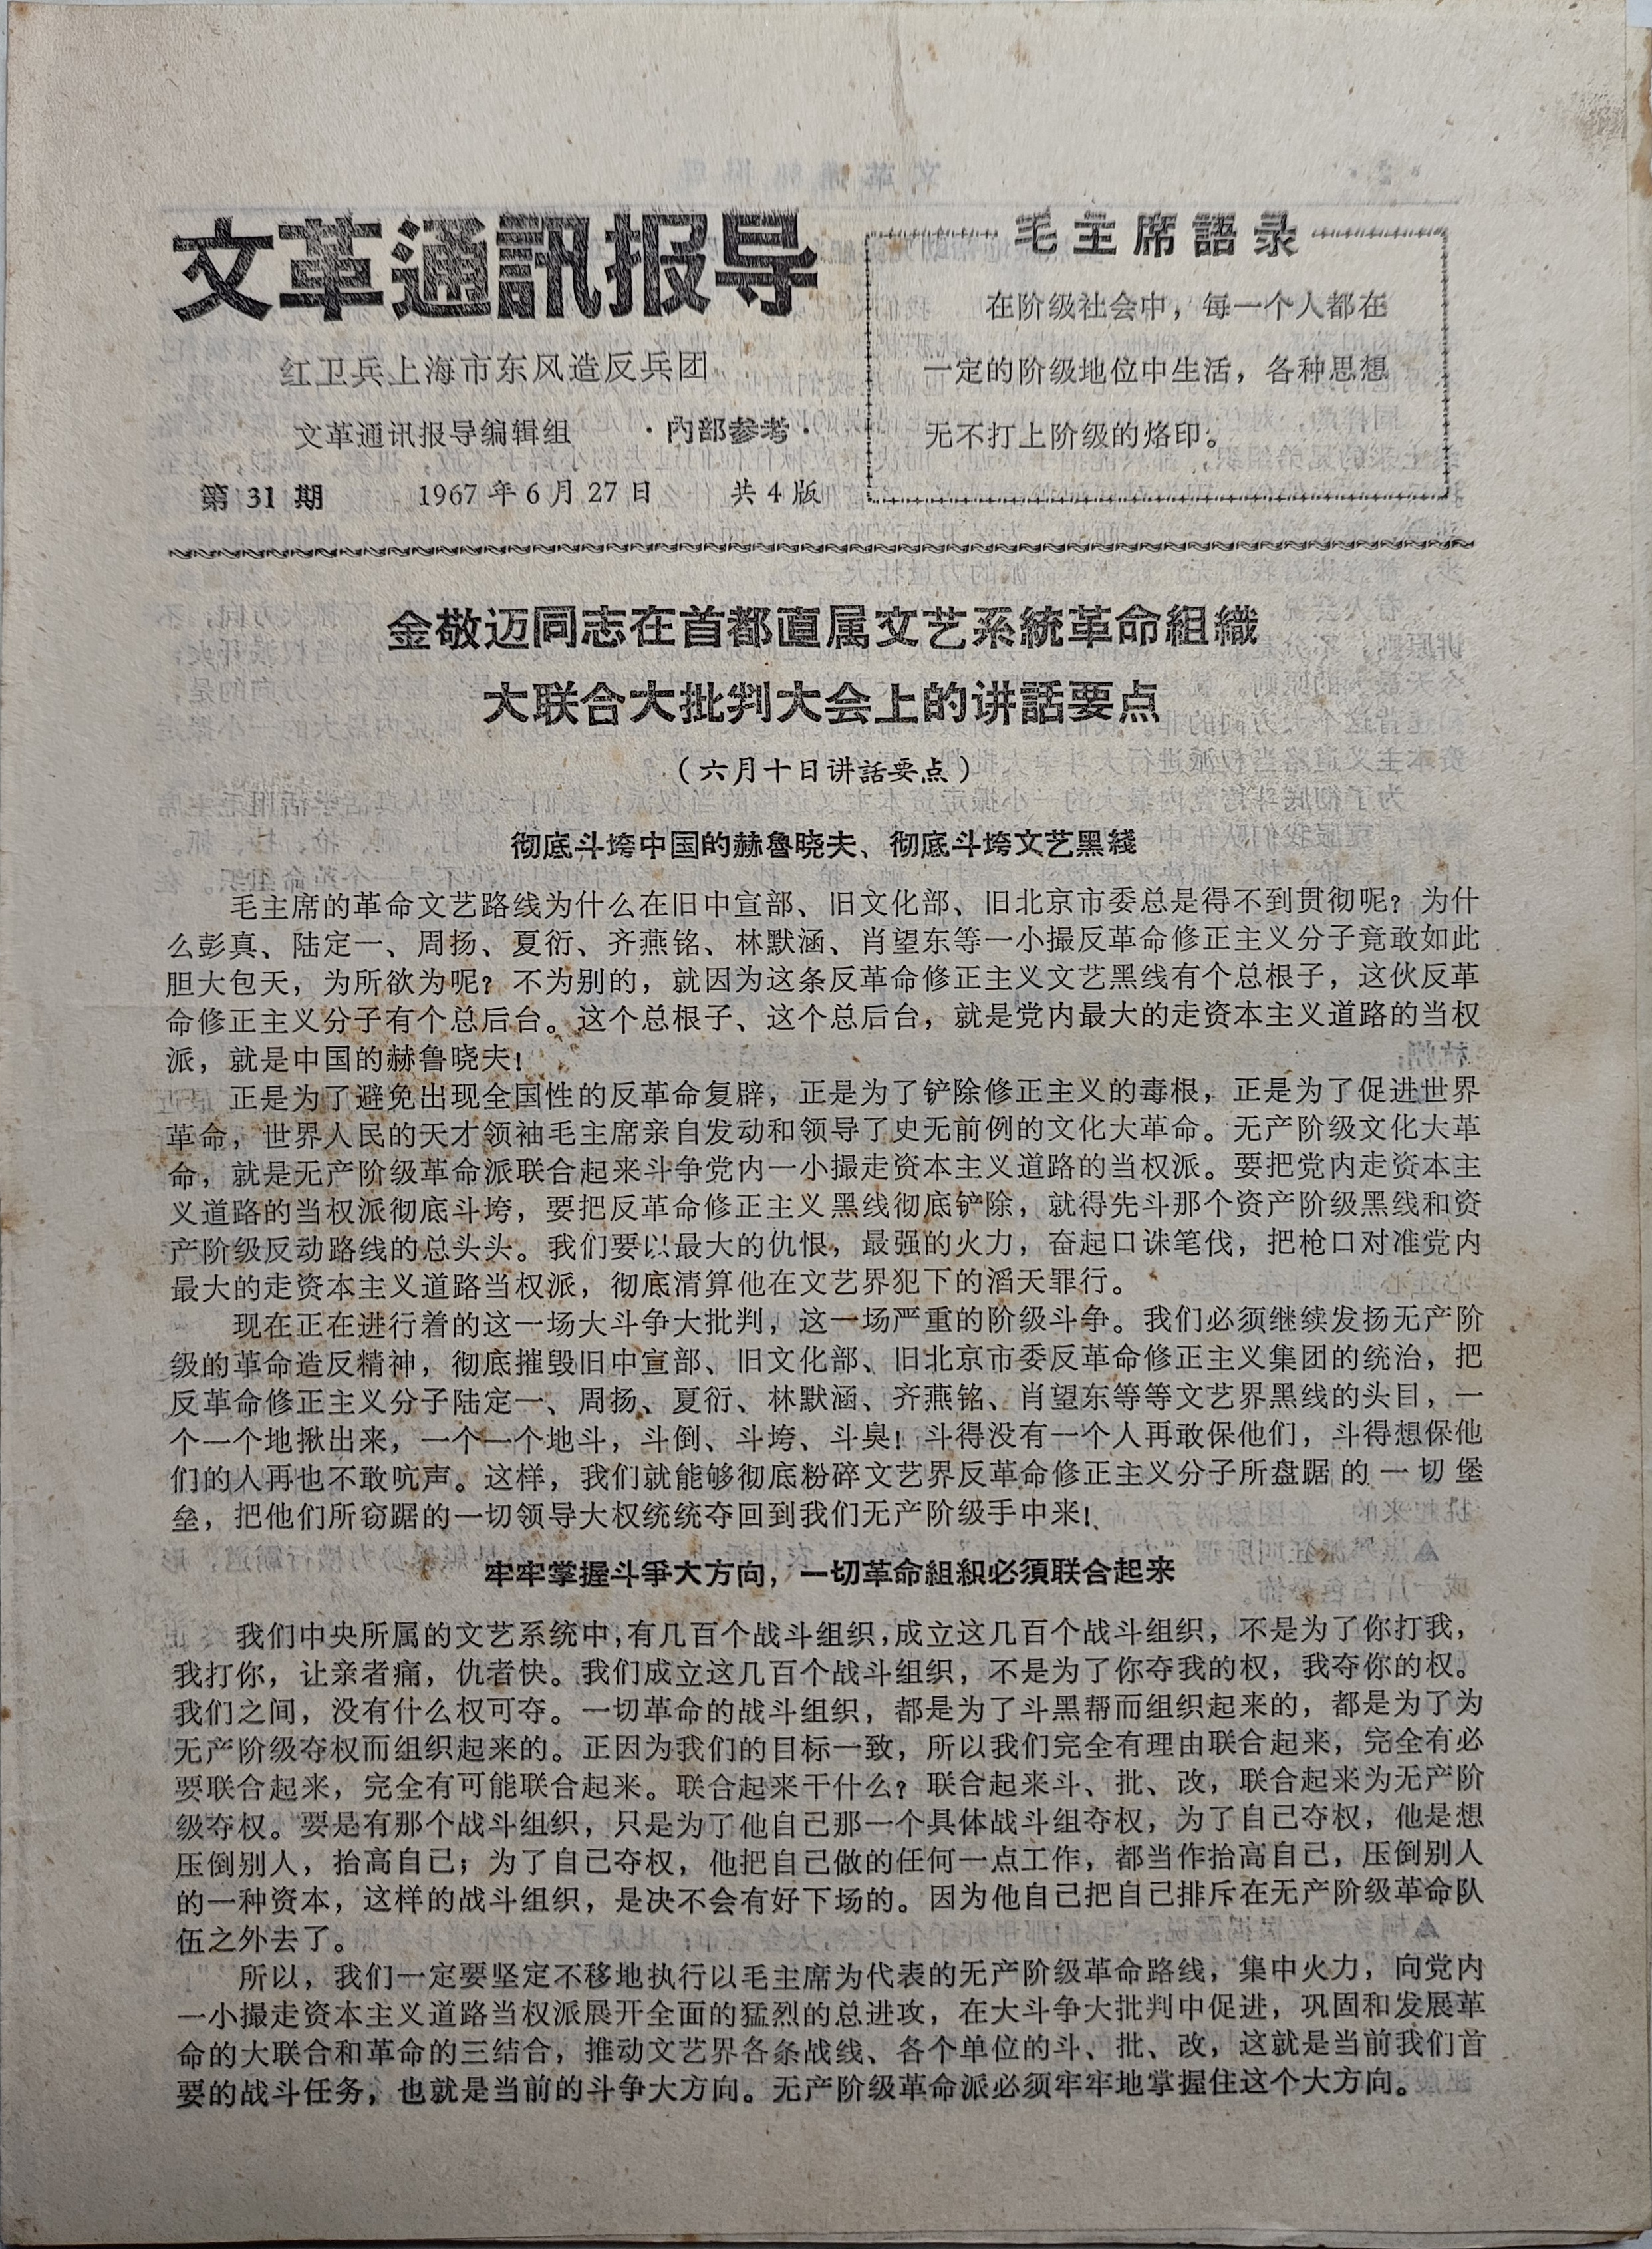 文革通訊报导
红卫兵上海市东风造反兵团
文革通讯报导编辑组 ·内部参考·
第 31 期 1967 年 6 月 27 日 共 4 版
毛主席語录
在阶级社会中，每一个人都在
一定的阶级地位中生活，各种思想
无不打上阶级的烙印。
金敬迈同志在首都直属文艺系統革命組織
大联合大批判大会上的讲話要点
（六月十日讲話要点）
彻底斗垮中国的赫魯晓夫、彻底斗垮文艺黑綫
毛主席的革命文艺路线为什么在旧中宣部、旧文化部、旧北京市委总是得不到贯彻呢？为什
么彭真、陆定一、周扬、夏衍、齐燕铭、林默涵、肖望东等一小撮反革命修正主义分子竟敢如此
胆大包天，为所欲为呢？不为别的，就因为这条反革命修正主义文艺黑线有个总根子，这伙反革
命修正主义分子有个总后台。这个总根子、这个总后台，就是党内最大的走资本主义道路的当权
派，就是中国的赫鲁晓夫！
正是为了避免出现全国性的反革命复辟，正是为了铲除修正主义的毒根，正是为了促进世界
革命，世界人民的天才领袖毛主席亲自发动和领导了史无前例的文化大革命。无产阶级文化大革
命，就是无产阶级革命派联合起来斗争党内一小撮走资本主义道路的当权派。要把党内走资本主
义道路的当权派彻底斗垮，要把反革命修正主义黑线彻底铲除，就得先斗那个资产阶级黑线和资
产阶级反动路线的总头头。我们要以最大的仇恨，最强的火力，奋起口诛笔伐，把枪口对准党内
最大的走资本主义道路当权派，彻底清算他在文艺界犯下的滔天罪行。
现在正在进行着的这一场大斗争大批判，这一场严重的阶级斗争。我们必须继续发扬无产阶
级的革命造反精神，彻底摧毁旧中宣部、旧文化部、旧北京市委反革命修正主义集团的统治，把
反革命修正主义分子陆定一、周扬、夏衍、林默涵、齐燕铭、肖望东等等文艺界黑线的头目，一
个一个地揪出来，一个一个地斗，斗倒、斗垮、斗臭！斗得没有一个人再敢保他们，斗得想保他
们的人再也不敢吭声。这样，我们就能够彻底粉碎文艺界反革命修正主义分子所盘踞的一切堡
垒，把他们所窃踞的一切领导大权统统夺回到我们无产阶级手中来！
牢牢掌握斗爭大方向，一切革命組織必須联合起来
我们中央所属的文艺系统中，有几百个战斗组织，成立这几百个战斗组织，不是为了你打我，
我打你，让亲者痛，仇者快。我们成立这几百个战斗组织，不是为了你夺我的权，我夺你的权。
我们之间，没有什么权可夺。一切革命的战斗组织，都是为了斗黑帮而组织起来的，都是为了为
无产阶级夺权而组织起来的。正因为我们的目标一致，所以我们完全有理由联合起来，完全有必
要联合起来，完全有可能联合起来。联合起来干什么？联合起来斗、批、改，联合起来为无产阶
级夺权。要是有那个战斗组织，只是为了他自己那一个具体战斗组夺权，为了自己夺权，他是想
压倒别人，抬高自己；为了自己夺权，他把自己做的任何一点工作，都当作抬高自己，压倒别人
的一种资本，这样的战斗组织，是决不会有好下场的。因为他自己把自己排斥在无产阶级革命队
伍之外去了。
所以，我们一定要坚定不移地执行以毛主席为代表的无产阶级革命路线，集中火力，向党内
一小撮走资本主义道路当权派展开全面的猛烈的总进攻，在大斗争大批判中促进，巩固和发展革
命的大联合和革命的三结合，推动文艺界各条战线、各个单位的斗、批、改，这就是当前我们首
要的战斗任务，也就是当前的斗争大方向。无产阶级革命派必须牢牢地掌握住这个大方向。